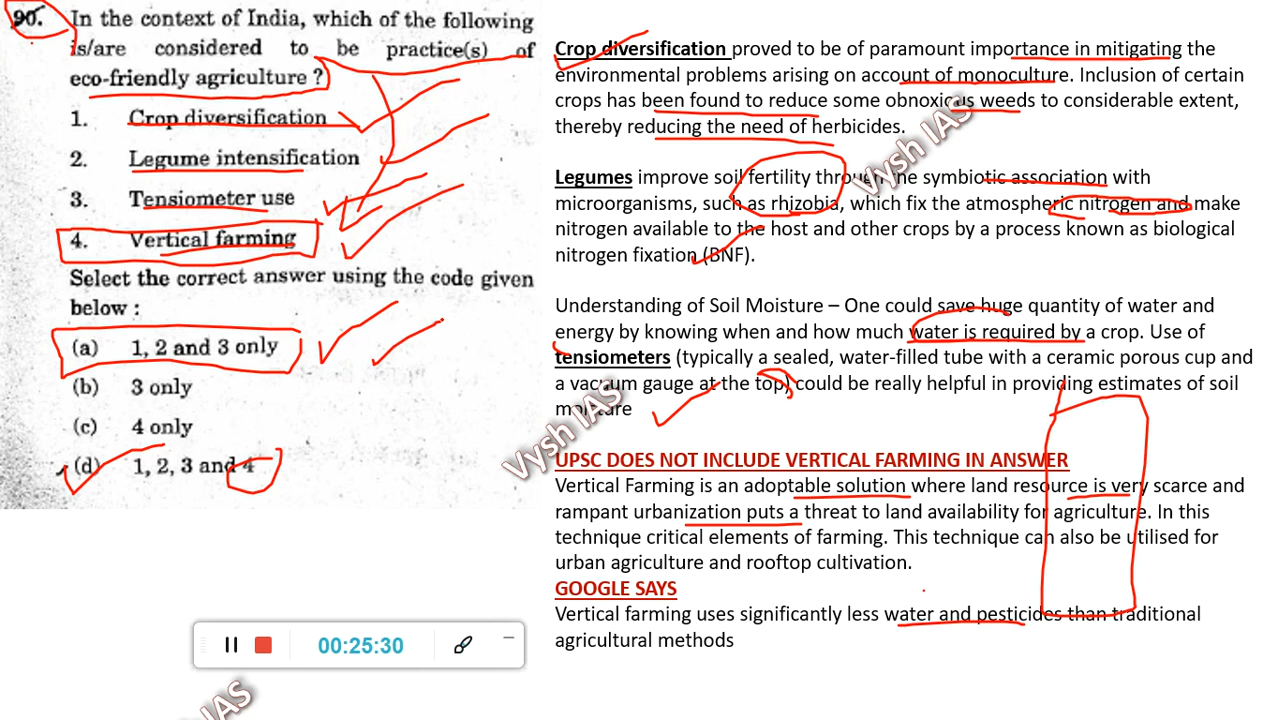 90. In the context of India, which of the following
is/are considered to be practice(s) of
eco-friendly agriculture ?
1. Crop diversification
2. Legume intensification
3. Tensiometer use
4. Vertical farming
Select the correct answer using the code given
below :
(a) 1, 2 and 3 only
(b) 3 only
(c) 4 only
(d) 1, 2, 3 and 4
00:25:30
Crop diversification proved to be of paramount importance in mitigating the
environmental problems arising on account of monoculture. Inclusion of certain
crops has been found to reduce some obnoxious weeds to considerable extent,
thereby reducing the need of herbicides.
Legumes improve soil fertility through the symbiotic association with
microorganisms, such as rhizobia, which fix the atmospheric nitrogen and make
nitrogen available to the host and other crops by a process known as biological
nitrogen fixation (BNF).
Understanding of Soil Moisture – One could save huge quantity of water and
energy by knowing when and how much water is required by a crop. Use of
tensiometers (typically a sealed, water-filled tube with a ceramic porous cup and
a vacuum gauge at the top) could be really helpful in providing estimates of soil
moisture
UPSC DOES NOT INCLUDE VERTICAL FARMING IN ANSWER
Vertical Farming is an adoptable solution where land resource is very scarce and
rampant urbanization puts a threat to land availability for agriculture. In this
technique critical elements of farming. This technique can also be utilised for
urban agriculture and rooftop cultivation.
GOOGLE SAYS
Vertical farming uses significantly less water and pesticides than traditional
agricultural methods
Vysh IAS
Vysh IAS
IAS